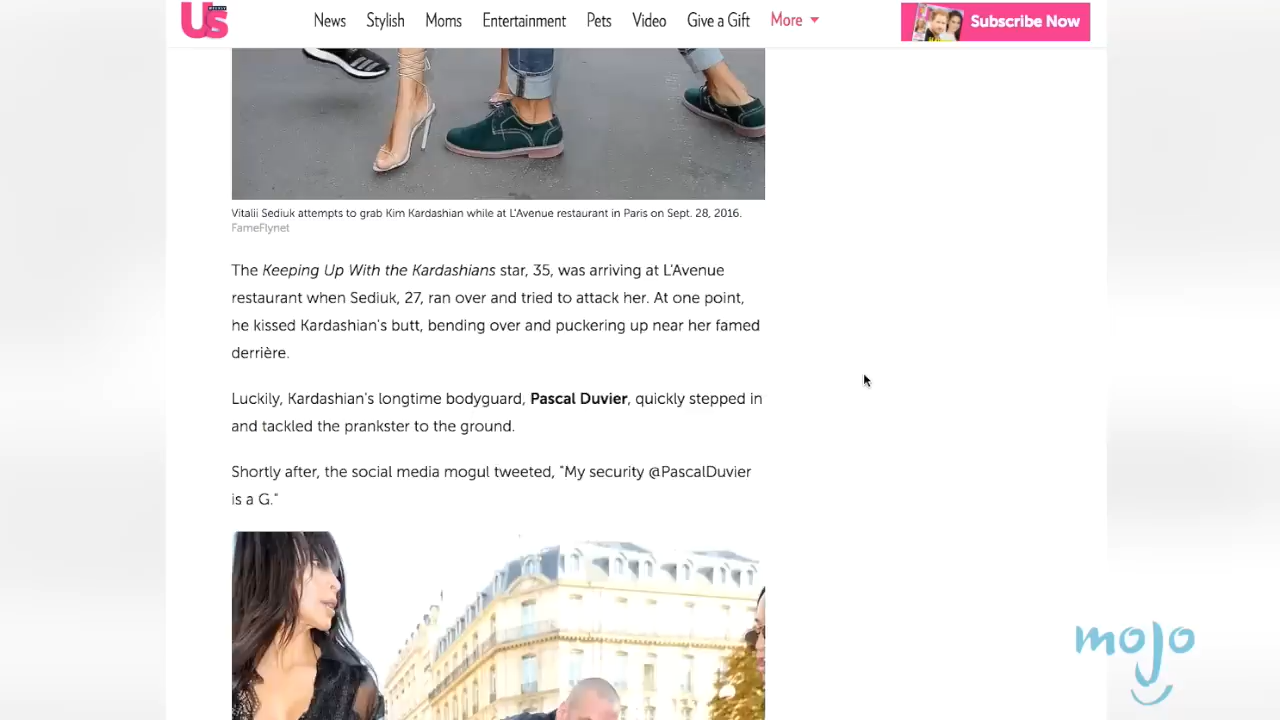 Us
WEEKLY
News Stylish Moms Entertainment Pets Video Give a Gift More Subscribe Now
Vitalii Sediuk attempts to grab Kim Kardashian while at L'Avenue restaurant in Paris on Sept. 28, 2016.
FameFlynet
The Keeping Up With the Kardashians star, 35, was arriving at L'Avenue
restaurant when Sediuk, 27, ran over and tried to attack her. At one point,
he kissed Kardashian's butt, bending over and puckering up near her famed
derrière.
Luckily, Kardashian's longtime bodyguard, Pascal Duvier, quickly stepped in
and tackled the prankster to the ground.
Shortly after, the social media mogul tweeted, "My security @PascalDuvier
is a G."
mojo